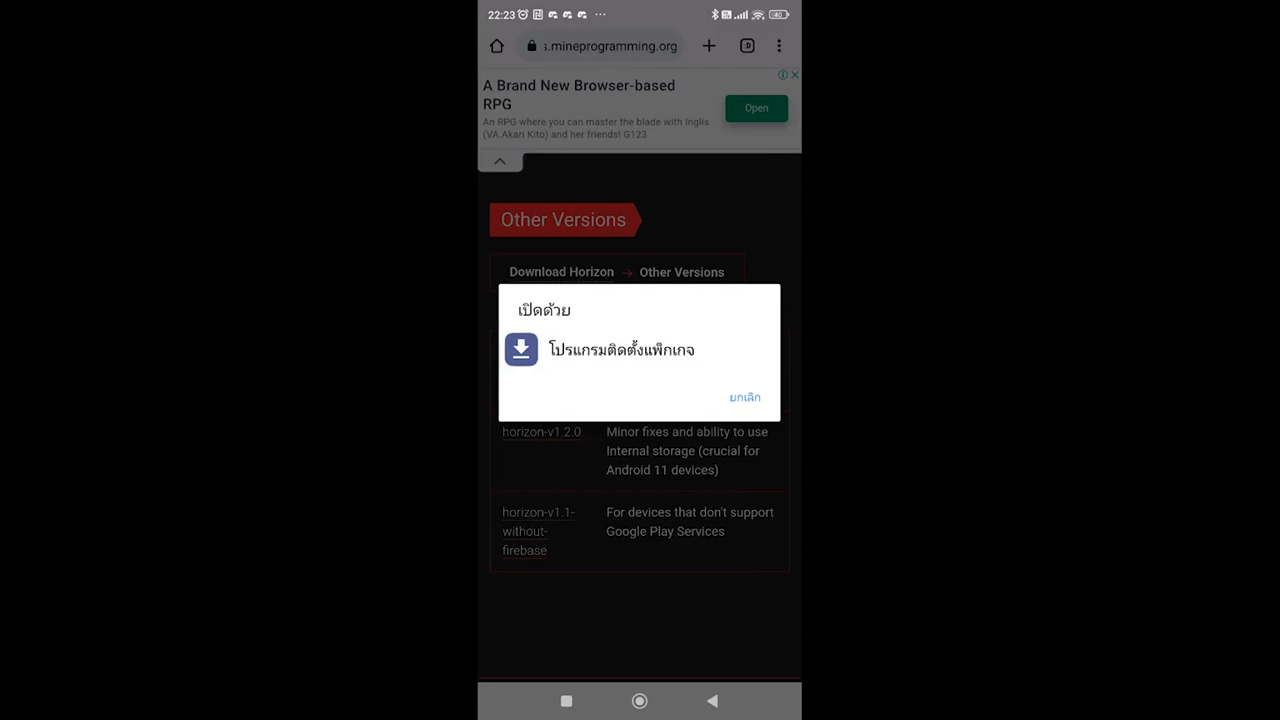 22:23
40
s.mineprogramming.org
A Brand New Browser-based
RPG
An RPG where you can master the blade with Inglis
(VA.Akari Kito) and her friends! G123
Open
Other Versions
Download Horizon → Other Versions
เปิดด้วย
โปรแกรมติดตั้งแพ็กเกจ
ยกเลิก
horizon-v1.2.0
Minor fixes and ability to use
Internal storage (crucial for
Android 11 devices)
horizon-v1.1-
without-
firebase
For devices that don't support
Google Play Services